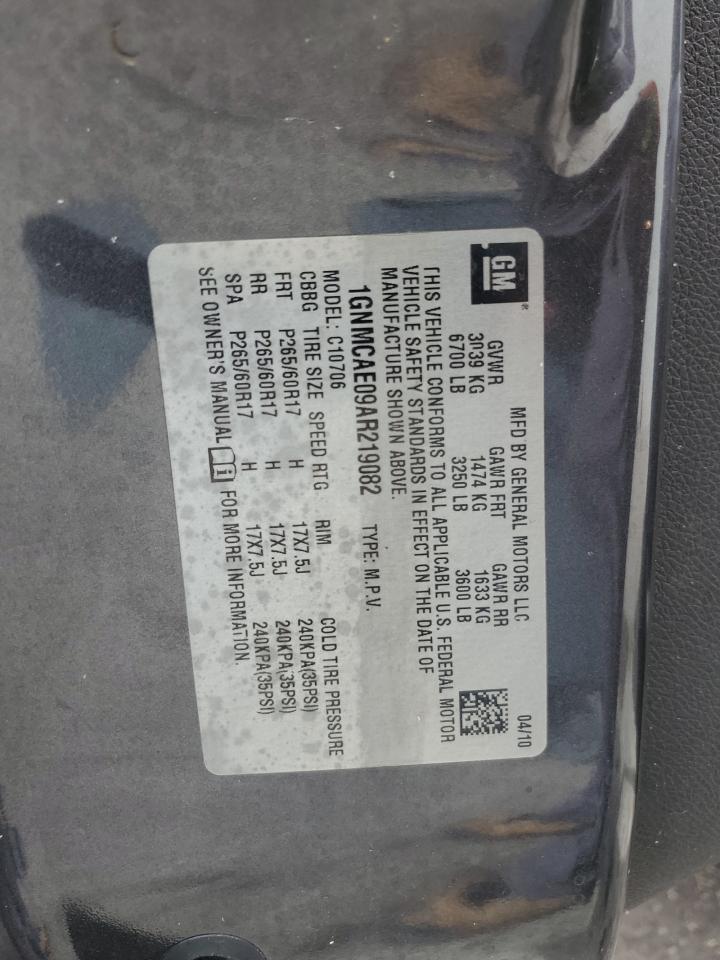 GM
®
MFD BY GENERAL MOTORS LLC 04/10
GVWR GAWR FRT GAWR RR
3039 KG 1474 KG 1633 KG
6700 LB 3250 LB 3600 LB
THIS VEHICLE CONFORMS TO ALL APPLICABLE U.S. FEDERAL MOTOR
VEHICLE SAFETY STANDARDS IN EFFECT ON THE DATE OF
MANUFACTURE SHOWN ABOVE.
1GNMCAE09AR219082 TYPE: M.P.V.
MODEL: C10706
CBBG TIRE SIZE SPEED RTG RIM COLD TIRE PRESSURE
FRT P265/60R17 H 17X7.5J 240KPA(35PSI)
RR P265/60R17 H 17X7.5J 240KPA(35PSI)
SPA P265/60R17 H 17X7.5J 240KPA(35PSI)
SEE OWNER'S MANUAL FOR MORE INFORMATION.